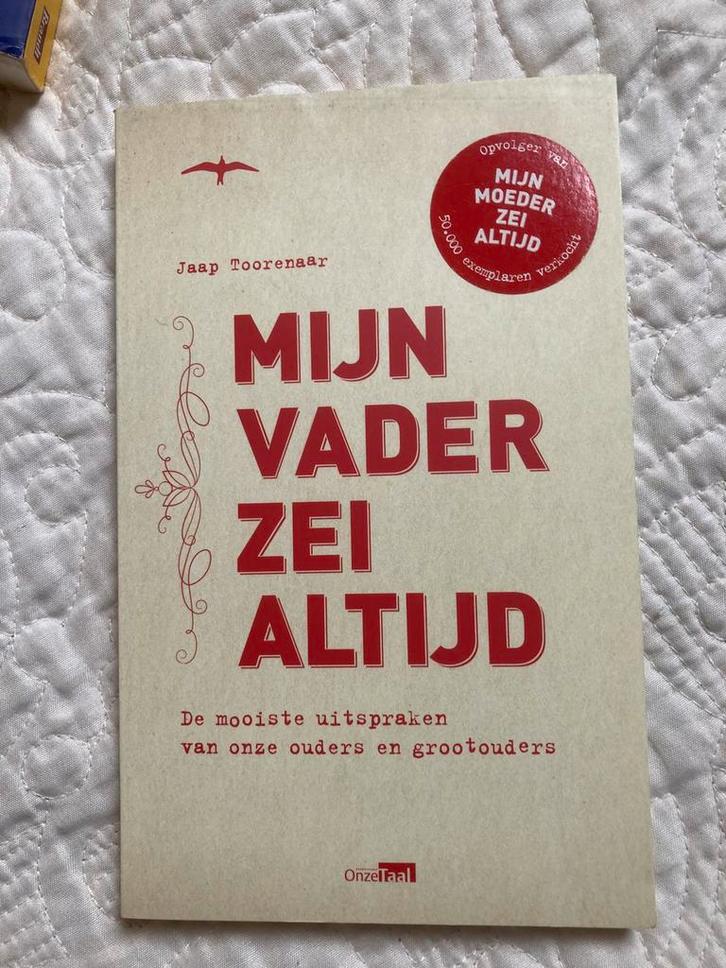 Brandt
Opvolger van
MIJN
MOEDER
ZEI
ALTIJD
50.000 exemplaren verkocht
Jaap Toorenaar
MIJN
VADER
ZEI
ALTIJD
De mooiste uitspraken
van onze ouders en grootouders
OnzeTaal